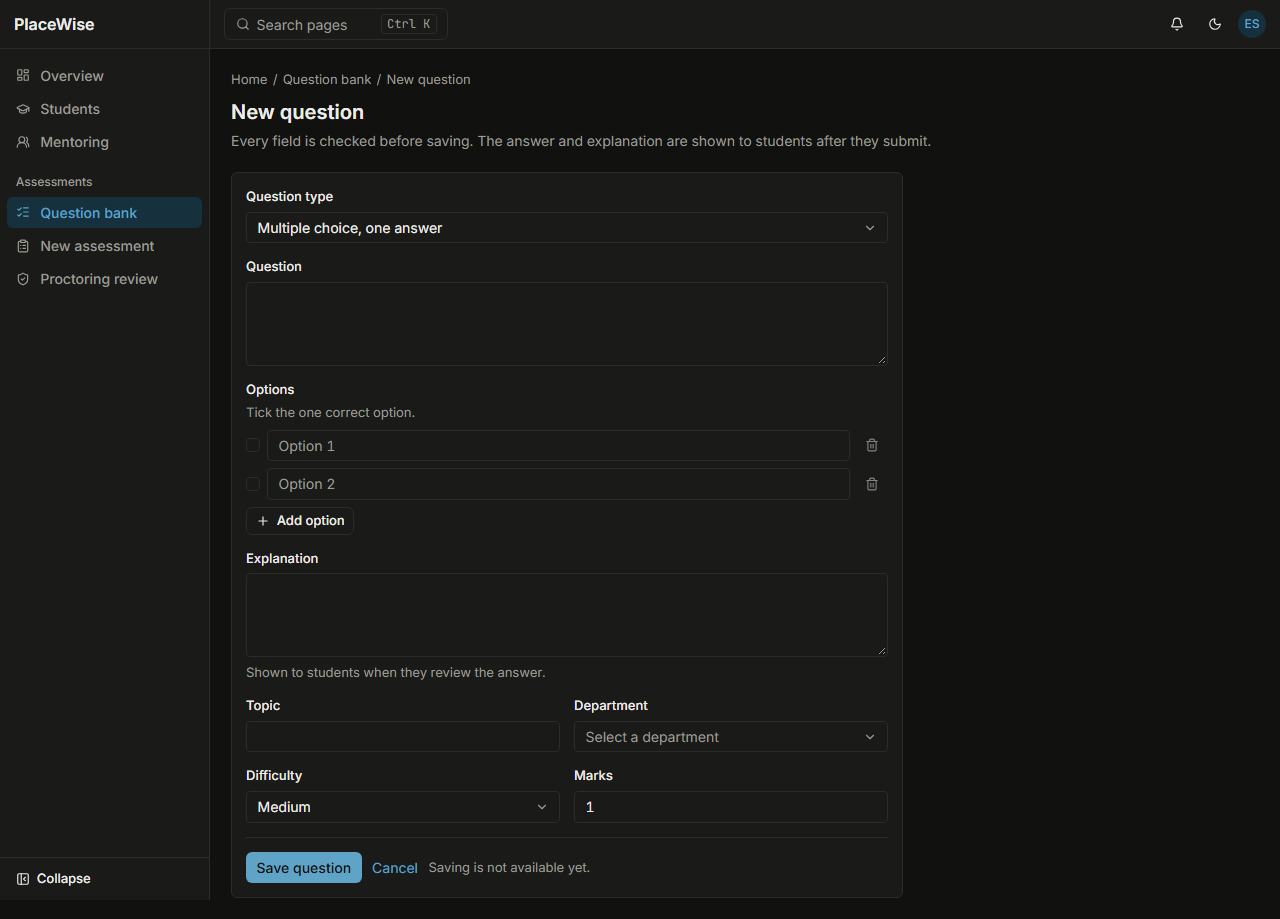 PlaceWise
Search pages
Ctrl K
ES
Overview
Students
Mentoring
Assessments
Question bank
New assessment
Proctoring review
Collapse
Home / Question bank / New question
New question
Every field is checked before saving. The answer and explanation are shown to students after they submit.
Question type
Multiple choice, one answer
Question
Options
Tick the one correct option.
Option 1
Option 2
Add option
Explanation
Shown to students when they review the answer.
Topic
Department
Select a department
Difficulty
Marks
Medium
1
Save question
Cancel
Saving is not available yet.